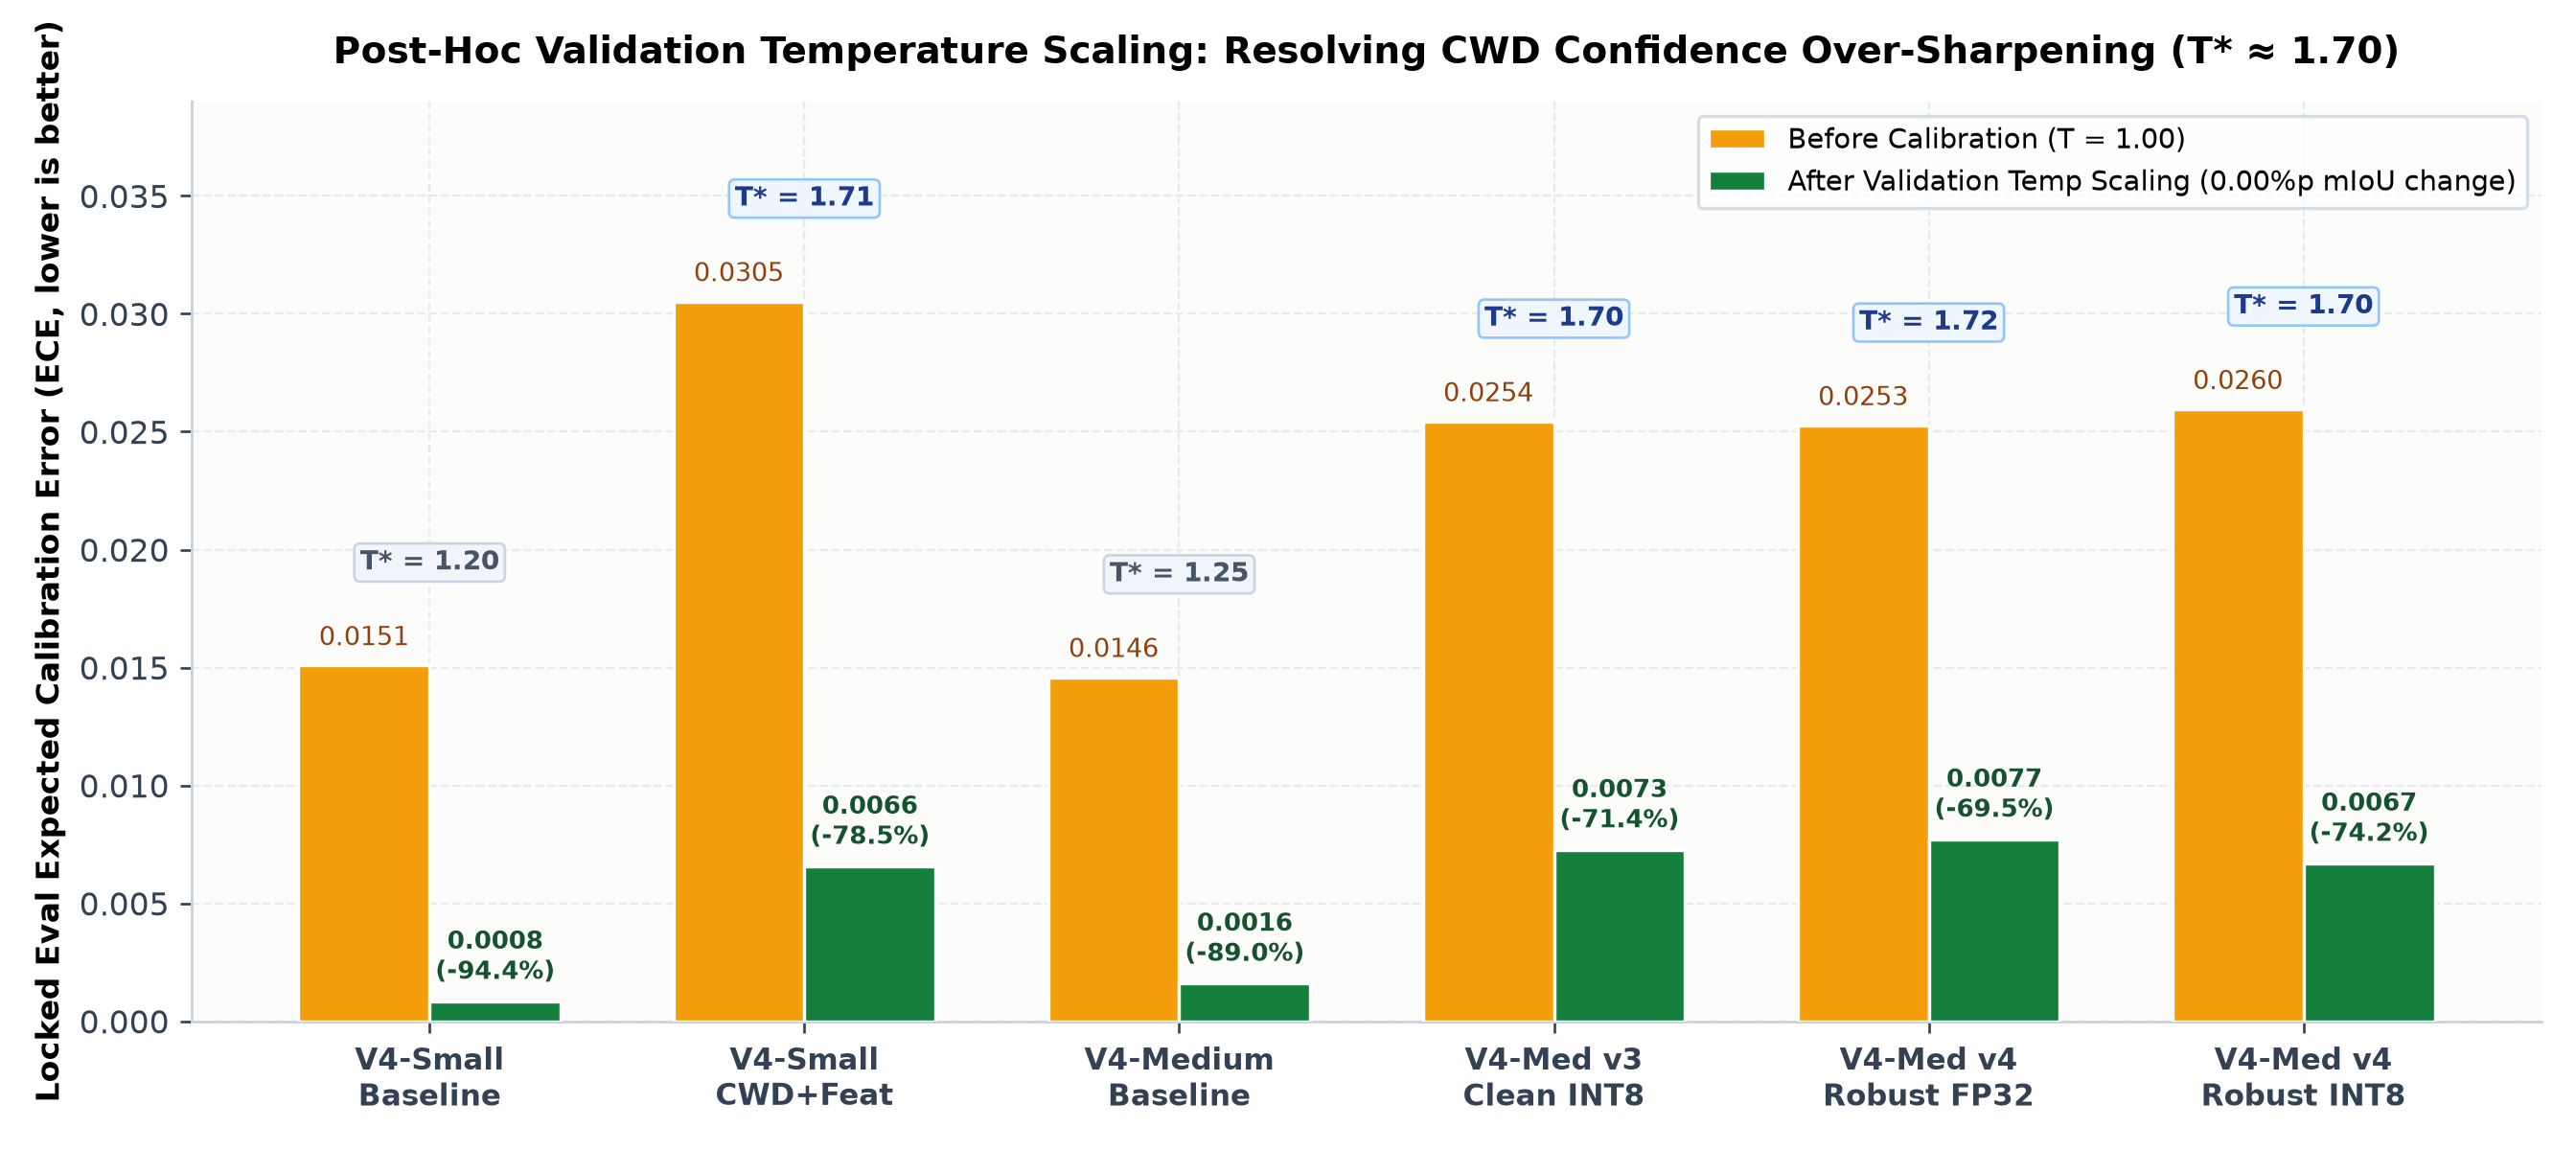 Post-Hoc Validation Temperature Scaling: Resolving CWD Confidence Over-Sharpening (T* ≈ 1.70)
Locked Eval Expected Calibration Error (ECE, lower is better)
Before Calibration (T = 1.00)
After Validation Temp Scaling (0.00%p mIoU change)
0.035
0.030
0.025
0.020
0.015
0.010
0.005
0.000
T* = 1.20
0.0151
0.0008
(-94.4%)
T* = 1.71
0.0305
0.0066
(-78.5%)
T* = 1.25
0.0146
0.0016
(-89.0%)
T* = 1.70
0.0254
0.0073
(-71.4%)
T* = 1.72
0.0253
0.0077
(-69.5%)
T* = 1.70
0.0260
0.0067
(-74.2%)
V4-Small
Baseline
V4-Small
CWD+Feat
V4-Medium
Baseline
V4-Med v3
Clean INT8
V4-Med v4
Robust FP32
V4-Med v4
Robust INT8